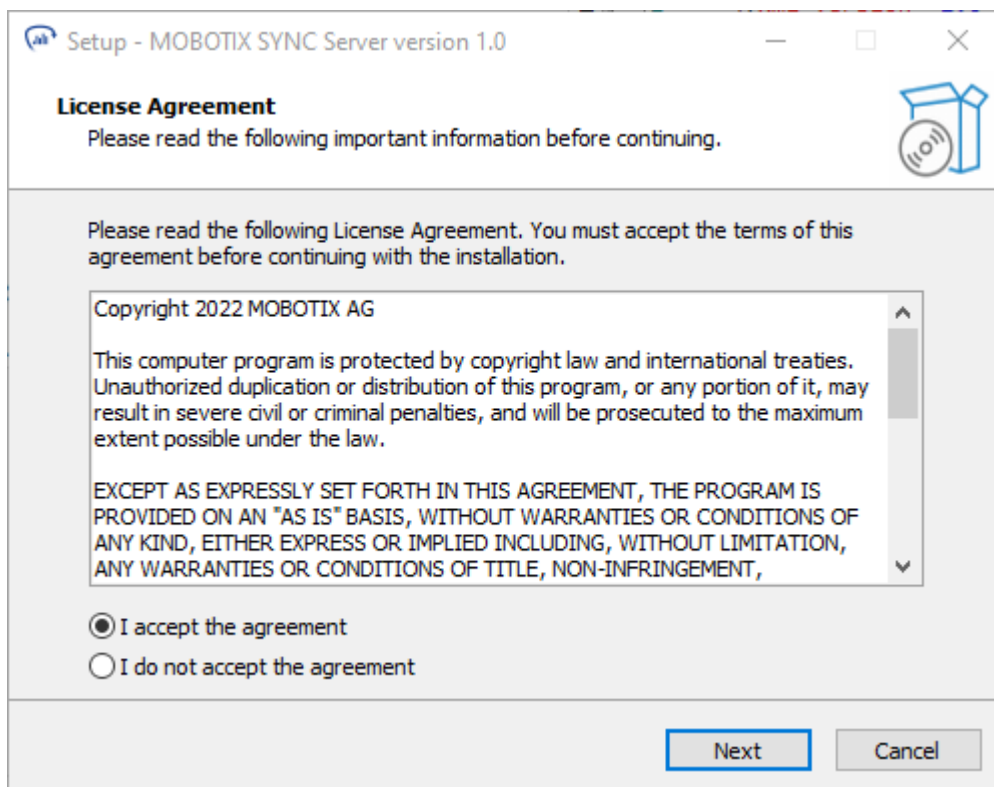 Setup - MOBOTIX SYNC Server version 1.0
License Agreement
Please read the following important information before continuing.
Please read the following License Agreement. You must accept the terms of this
agreement before continuing with the installation.
Copyright 2022 MOBOTIX AG
This computer program is protected by copyright law and international treaties.
Unauthorized duplication or distribution of this program, or any portion of it, may
result in severe civil or criminal penalties, and will be prosecuted to the maximum
extent possible under the law.
EXCEPT AS EXPRESSLY SET FORTH IN THIS AGREEMENT, THE PROGRAM IS
PROVIDED ON AN "AS IS" BASIS, WITHOUT WARRANTIES OR CONDITIONS OF
ANY KIND, EITHER EXPRESS OR IMPLIED INCLUDING, WITHOUT LIMITATION,
ANY WARRANTIES OR CONDITIONS OF TITLE, NON-INFRINGEMENT,
I accept the agreement
I do not accept the agreement
Next
Cancel